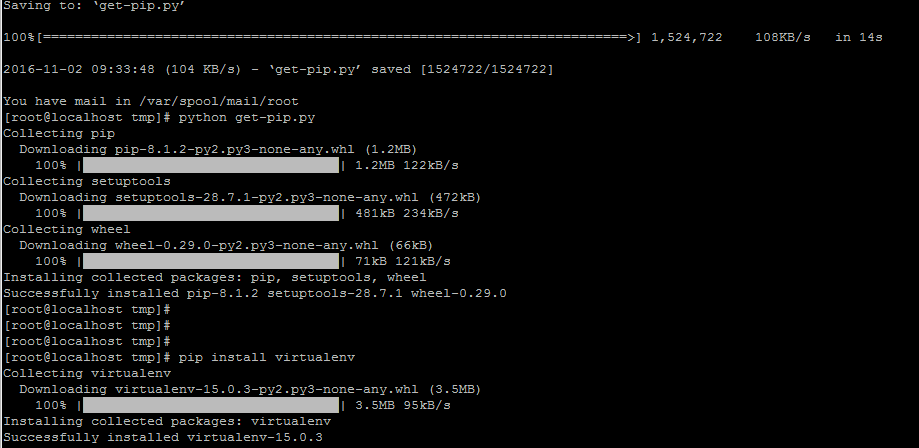 Saving to: ‘get-pip.py’
100%[==========================================================================>] 1,524,722 108KB/s in 14s
2016-11-02 09:33:48 (104 KB/s) - ‘get-pip.py’ saved [1524722/1524722]
You have mail in /var/spool/mail/root
[root@localhost tmp]# python get-pip.py
Collecting pip
Downloading pip-8.1.2-py2.py3-none-any.whl (1.2MB)
100% |████████████████████████████████| 1.2MB 122kB/s
Collecting setuptools
Downloading setuptools-28.7.1-py2.py3-none-any.whl (472kB)
100% |████████████████████████████████| 481kB 234kB/s
Collecting wheel
Downloading wheel-0.29.0-py2.py3-none-any.whl (66kB)
100% |████████████████████████████████| 71kB 121kB/s
Installing collected packages: pip, setuptools, wheel
Successfully installed pip-8.1.2 setuptools-28.7.1 wheel-0.29.0
[root@localhost tmp]#
[root@localhost tmp]#
[root@localhost tmp]#
[root@localhost tmp]# pip install virtualenv
Collecting virtualenv
Downloading virtualenv-15.0.3-py2.py3-none-any.whl (3.5MB)
100% |████████████████████████████████| 3.5MB 95kB/s
Installing collected packages: virtualenv
Successfully installed virtualenv-15.0.3